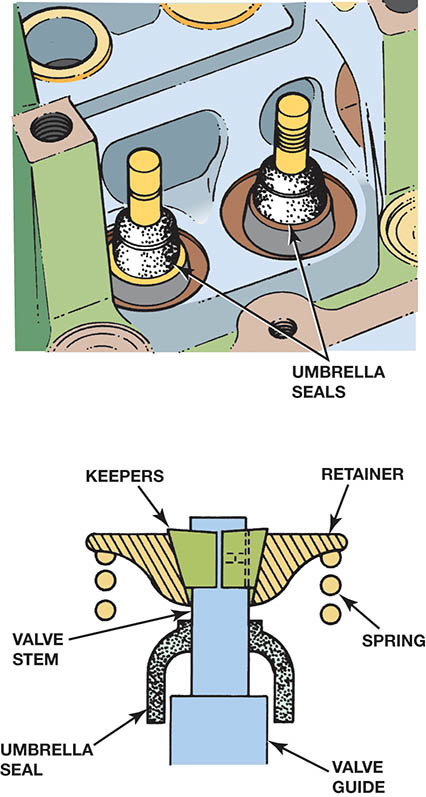 UMBRELLA
SEALS
KEEPERS
RETAINER
VALVE
STEM
SPRING
UMBRELLA
SEAL
VALVE
GUIDE